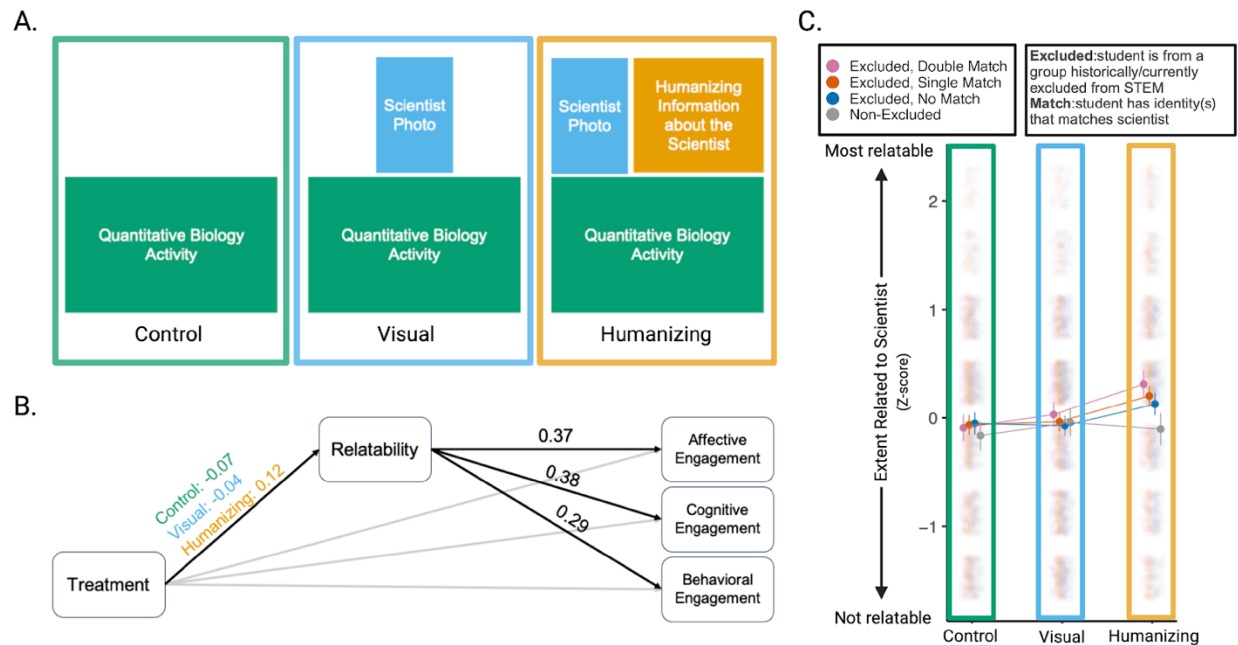 A.
Scientist
Photo
Quantitative Biology
Activity
Control
Quantitative Biology
Activity
Visual
Scientist
Photo
Humanizing
Information
about the
Scientist
Quantitative Biology
Activity
Humanizing
B.
Treatment
Control: -0.07
Visual: -0.04
Humanizing: 0.12
Relatability
0.37
0.38
0.29
Affective
Engagement
Cognitive
Engagement
Behavioral
Engagement
C.
Excluded, Double Match
Excluded, Single Match
Excluded, No Match
Non-Excluded
Excluded:student is from a
group historically/currently
excluded from STEM
Match:student has identity(s)
that matches scientist
Most relatable
Extent Related to Scientist
(Z-score)
Not relatable
2
1
0
−1
Control
Visual
Humanizing